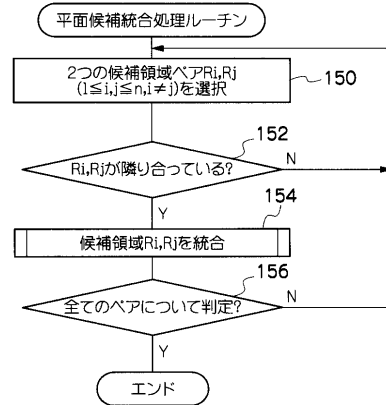 平面候補統合処理ルーチン
2つの候補領域ペアRi,Rj
(1≦i,j≦n,i≠j)を選択
150
152
Ri,Rjが隣り合っている?
N
Y
154
候補領域Ri,Rjを統合
156
全てのペアについて判定?
N
Y
エンド